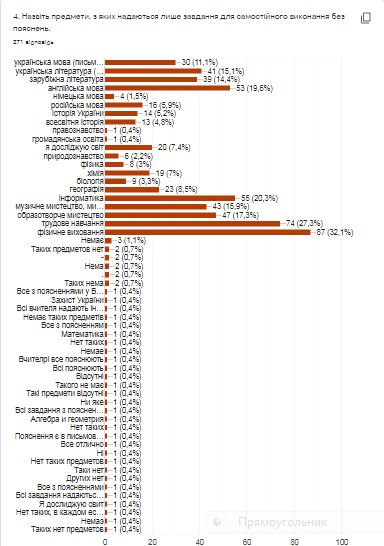 4. Назвіть предмети, з яких надаються лише завдання для самостійного виконання без
пояснень.
271 відповідь
українська мова (письм... 30 (11,1%)
українська література (... 41 (15,1%)
зарубіжна література 39 (14,4%)
англійська мова 53 (19,6%)
німецька мова 4 (1,5%)
російська мова 16 (5,9%)
історія України 14 (5,2%)
всесвітня історія 13 (4,8%)
правознавство 1 (0,4%)
громадянська освіта 1 (0,4%)
я досліджую світ 20 (7,4%)
природознавство 6 (2,2%)
фізика 8 (3%)
хімія 19 (7%)
біологія 9 (3,3%)
географія 23 (8,5%)
інформатика 55 (20,3%)
музичне мистецтво, ми... 43 (15,9%)
образотворче мистецтво 47 (17,3%)
трудове навчання 74 (27,3%)
фізичне виховання 87 (32,1%)
Немає 3 (1,1%)
Таких предметов нет 2 (0,7%)
- 2 (0,7%)
Нема 2 (0,7%)
. 2 (0,7%)
Таких нема 2 (0,7%)
Все з поясненнями у В... 1 (0,4%)
Захист України 1 (0,4%)
Всі вчителя надають ін... 1 (0,4%)
Немає таких предметів 1 (0,4%)
Все з поясненням 1 (0,4%)
Математика 1 (0,4%)
Нет таких 1 (0,4%)
Немае 1 (0,4%)
Вчителрі все пояснюють 1 (0,4%)
Всі пояснюють 1 (0,4%)
Відсутні 1 (0,4%)
Такого не має 1 (0,4%)
Такі предмети відсутні 1 (0,4%)
Ни яке 1 (0,4%)
Всі завдання з пояснен... 1 (0,4%)
Алгебра и геометрия 1 (0,4%)
Нет таких 1 (0,4%)
Пояснення є в письмов... 1 (0,4%)
Все отлично 1 (0,4%)
Ні 1 (0,4%)
Нет таких предметов 1 (0,4%)
Таки нет 1 (0,4%)
Других нет 1 (0,4%)
Все з поясненнями 1 (0,4%)
Всі завдання надаютьс... 1 (0,4%)
Я дослиджую свит 1 (0,4%)
Нет таких, в каждом ес... 1 (0,4%)
Немаэ 1 (0,4%)
Таких нет предметов 1 (0,4%)
0 20 40 60 80 100
Прямоугольник